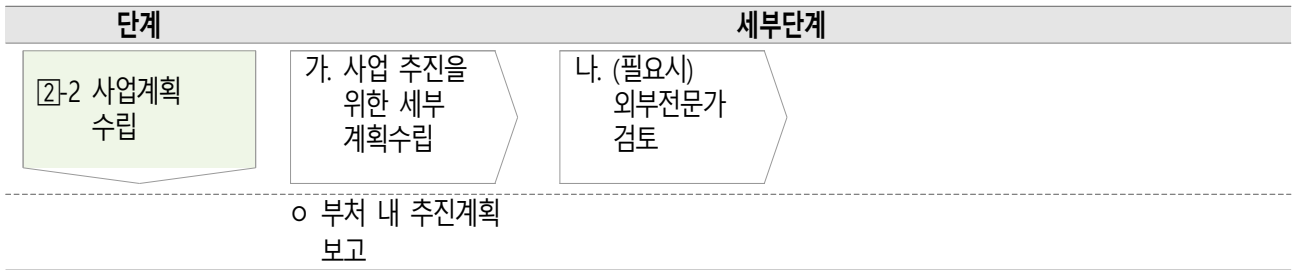 단계
세부단계
2-2 사업계획
수립
가. 사업 추진을
위한 세부
계획수립
나. (필요시)
외부전문가
검토
o 부처 내 추진계획
보고